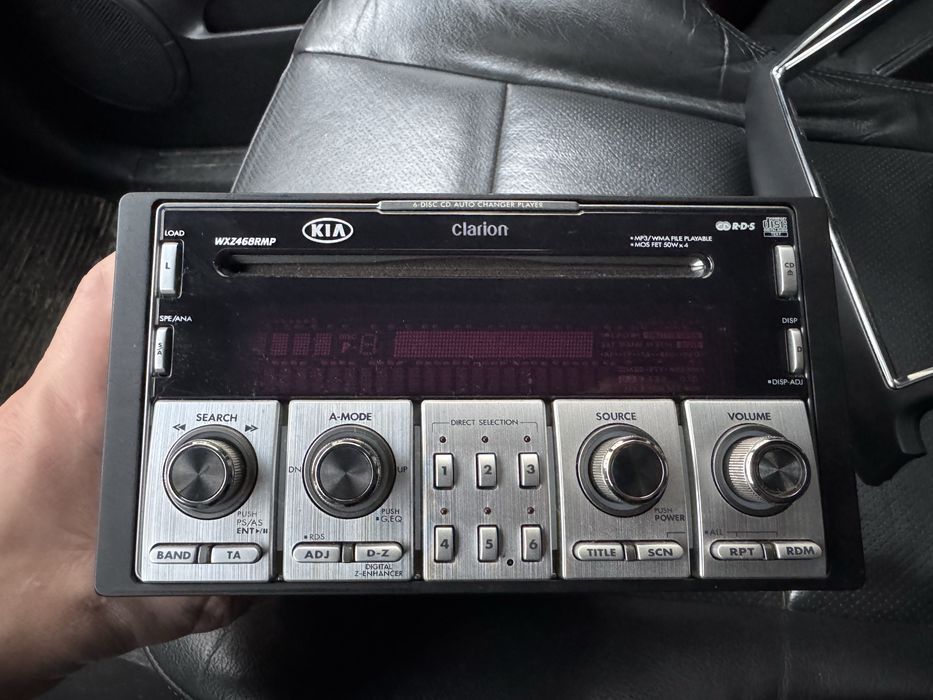 6 DISC CD AUTO CHANGER PLAYER
LOAD
L
WXZ468RMP
KIA
clarion
MP3/WMA FILE PLAYABLE
MOS FET 50W x 4
R·D·S
DISC
TEXT
CD
SPE/ANA
S/A
DISP
D
DISP-ADJ
SEARCH
PUSH
PS/AS
ENT
BAND
TA
A-MODE
DN
UP
PUSH
G.EQ
RDS
ADJ
D-Z
DIGITAL
Z-ENHANCER
DIRECT SELECTION
1 2 3
4 5 6
SOURCE
PUSH
POWER
TITLE
SCN
VOLUME
ALL
RPT
RDM